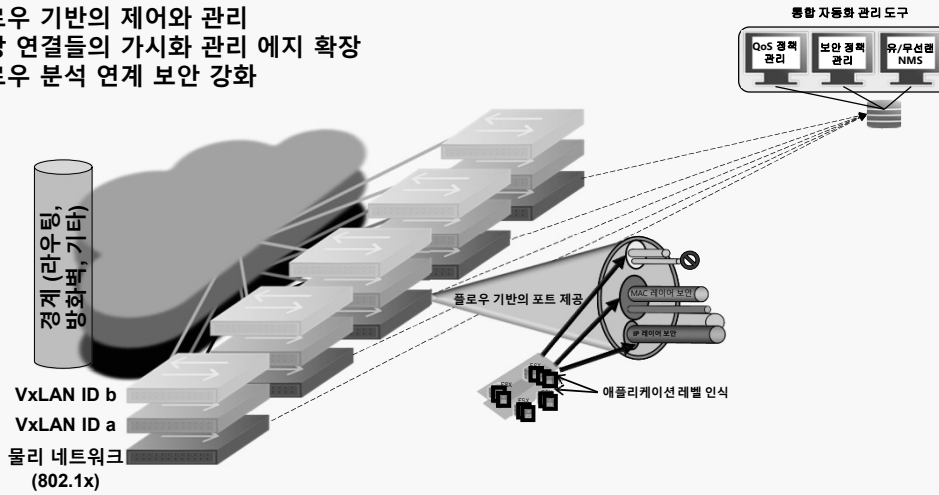 로우 기반의 제어와 관리
상 연결들의 가시화 관리 에지 확장
로우 분석 연계 보안 강화
통합 자동화 관리 도구
QoS 정책
관리
보안 정책
관리
유/무선랜
NMS
경계 (라우팅,
방화벽, 기타)
플로우 기반의 포트 제공
MAC 레이어 보안
IP 레이어 보안
ESX
ESX
애플리케이션 레벨 인식
VxLAN ID b
VxLAN ID a
물리 네트워크
(802.1x)